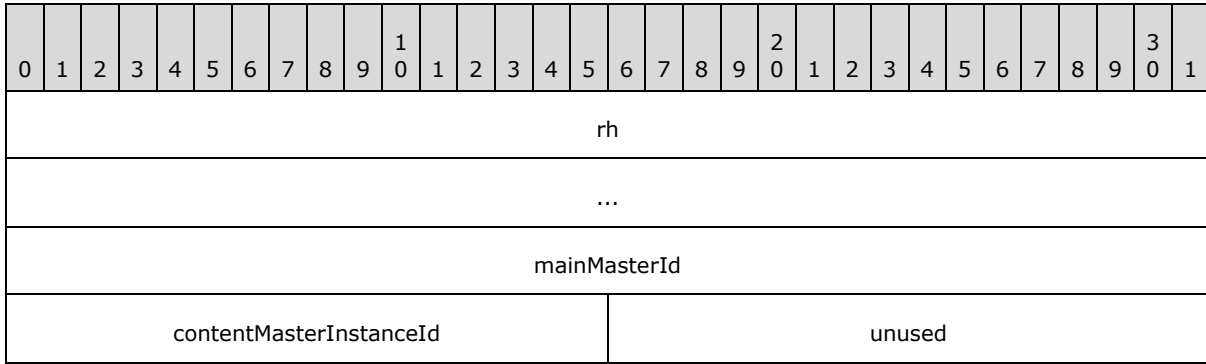 0 1 2 3 4 5 6 7 8 9 1 0 1 2 3 4 5 6 7 8 9 2 0 1 2 3 4 5 6 7 8 9 3 0 1
rh
...
mainMasterId
contentMasterInstanceId unused